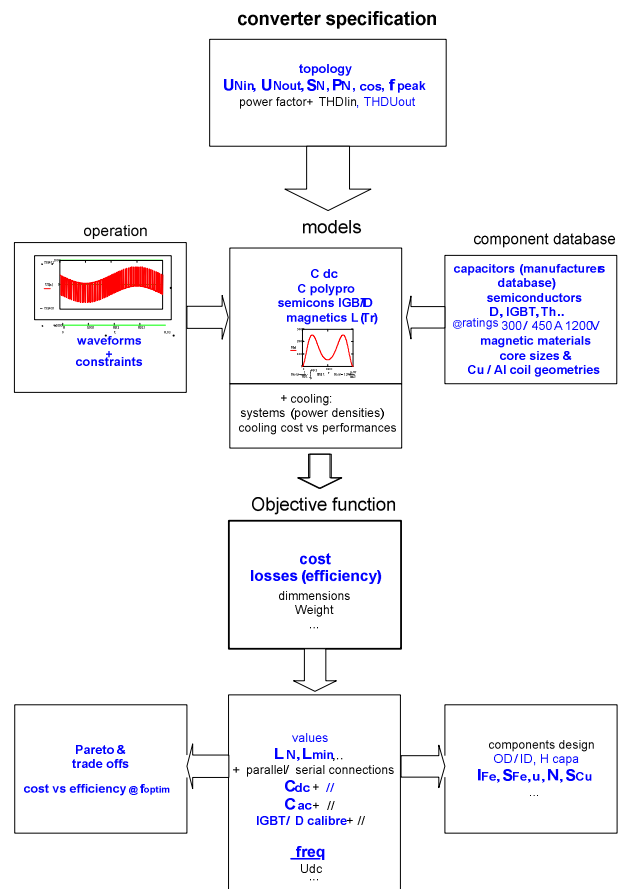 converter specification
topology
UNin, UNout, SN, PN, cos, f peak
power factor+ THDIin, THDUout
operation
waveforms
+
constraints
models
C dc
C polypro
semicons IGBT/D
magnetics L (Tr)
+ cooling:
systems (power densities)
cooling cost vs performances
component database
capacitors (manufacturers
database)
semiconductors
D, IGBT, Th..
@ratings 300 / 450 A 1200V
magnetic materials
core sizes &
Cu / Al coil geometries
Objective function
cost
losses (efficiency)
dimmensions
Weight
...
Pareto &
trade offs
cost vs efficiency @ foptim
values
LN, Lmin,..
+ parallel/ serial connections
Cdc + //
Cac + //
IGBT/ D calibre + //
freq
Udc
...
components design
OD / ID, H capa
IFe, SFe, u, N, SCu
...